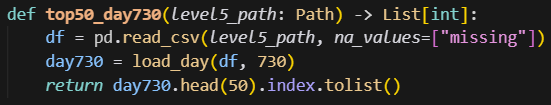 def top50_day730(level5_path: Path) -> List[int]:
    df = pd.read_csv(level5_path, na_values=["missing"])
    day730 = load_day(df, 730)
    return day730.head(50).index.tolist()